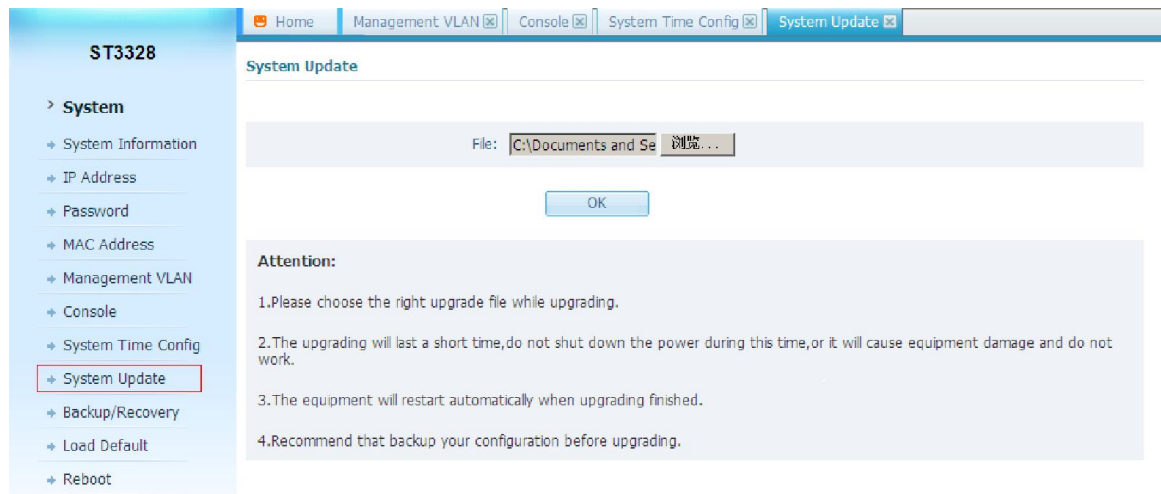 Home Management VLAN Console System Time Config System Update
ST3328
System
System Information
IP Address
Password
MAC Address
Management VLAN
Console
System Time Config
System Update
Backup/Recovery
Load Default
Reboot
System Update
File: C:\Documents and Se 浏览...
OK
Attention:
1.Please choose the right upgrade file while upgrading.
2.The upgrading will last a short time,do not shut down the power during this time,or it will cause equipment damage and do not
work.
3.The equipment will restart automatically when upgrading finished.
4.Recommend that backup your configuration before upgrading.